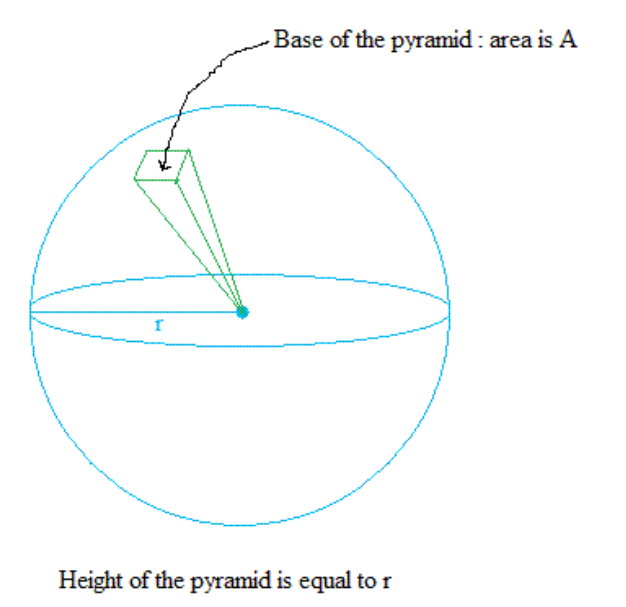 Base of the pyramid : area is A
r
Height of the pyramid is equal to r